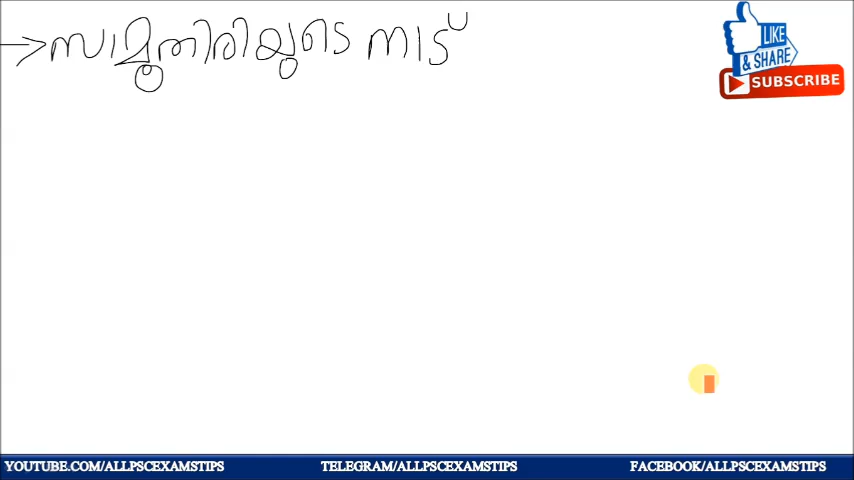 → സാമൂതിരിയുടെ നാട്
LIKE
& SHARE
SUBSCRIBE
YOUTUBE.COM/ALLPSCEXAMSTIPS TELEGRAM/ALLPSCEXAMSTIPS FACEBOOK/ALLPSCEXAMSTIPS